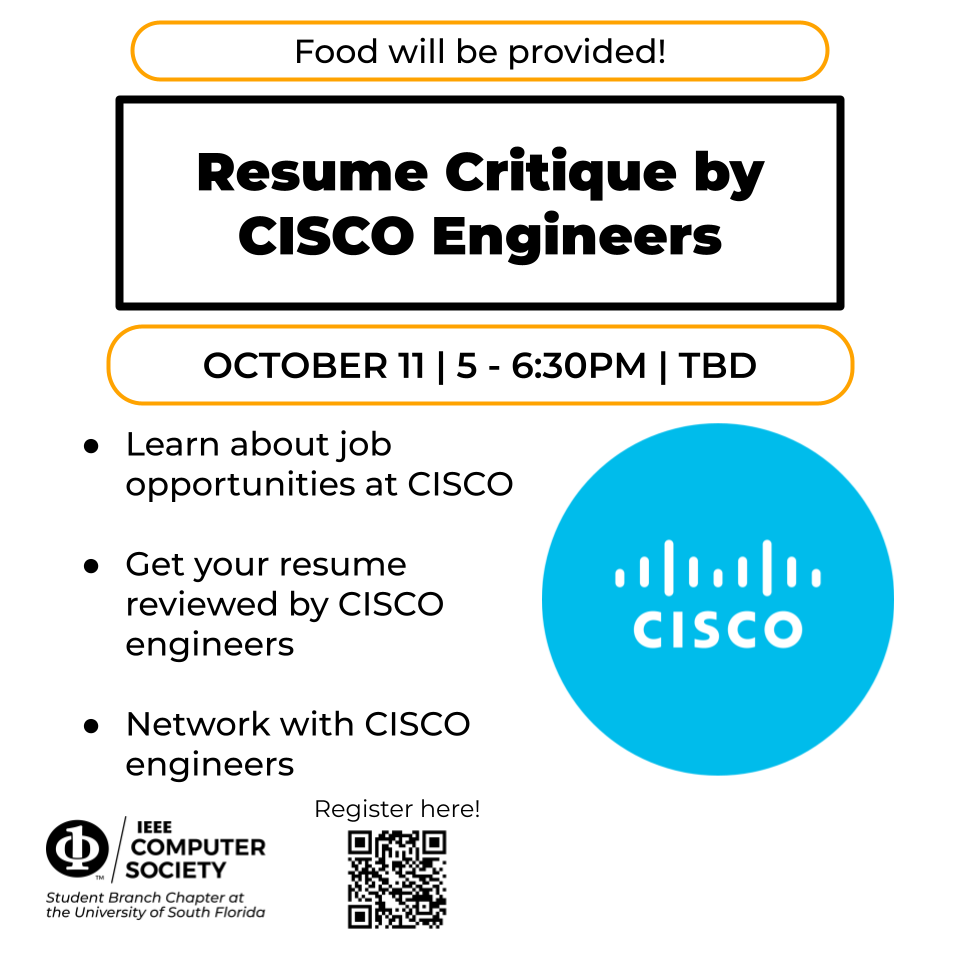 Food will be provided!
Resume Critique by
CISCO Engineers
OCTOBER 11 | 5 - 6:30PM | TBD
● Learn about job
opportunities at CISCO
● Get your resume
reviewed by CISCO
engineers
● Network with CISCO
engineers
CISCO
Register here!
IEEE
COMPUTER
SOCIETY
TM
Student Branch Chapter at
the University of South Florida